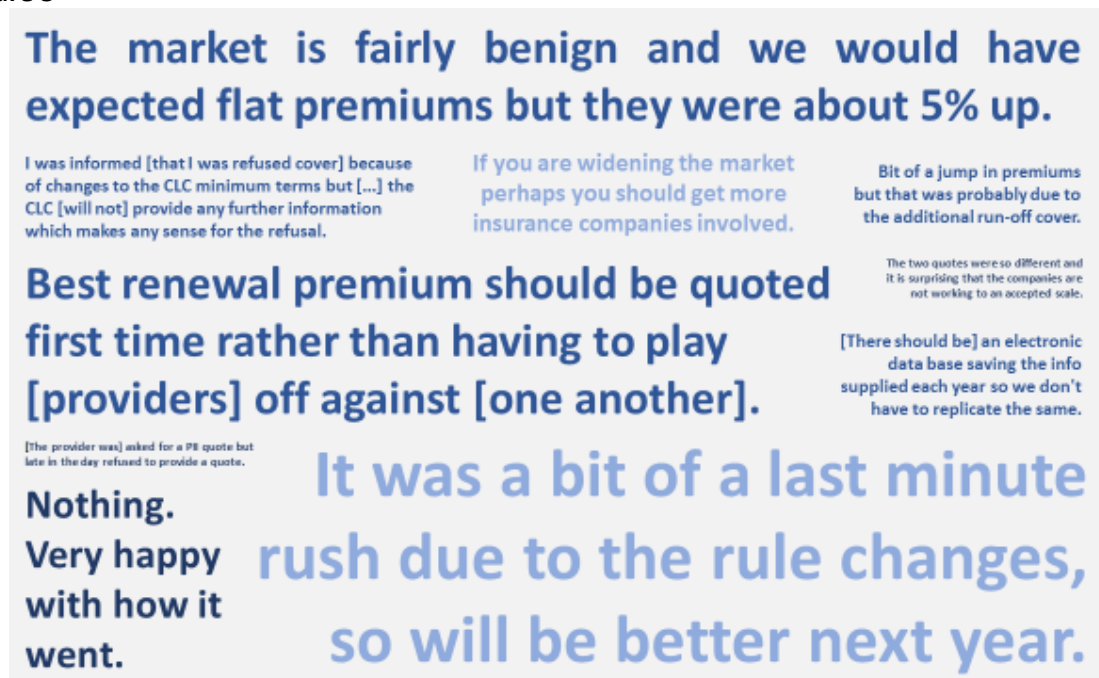 The market is fairly benign and we would have
expected flat premiums but they were about 5% up.
I was informed [that I was refused cover] because
of changes to the CLC minimum terms but [...] the
CLC [will not] provide any further information
which makes any sense for the refusal.
If you are widening the market
perhaps you should get more
insurance companies involved.
Bit of a jump in premiums
but that was probably due to
the additional run-off cover.
Best renewal premium should be quoted
first time rather than having to play
[providers] off against [one another].
The two quotes were so different and
it is surprising that the companies are
not working to an accepted scale.
[There should be] an electronic
data base saving the info
supplied each year so we don't
have to replicate the same.
[The provider was] asked for a PII quote but
late in the day refused to provide a quote.
Nothing.
Very happy
with how it
went.
It was a bit of a last minute
rush due to the rule changes,
so will be better next year.